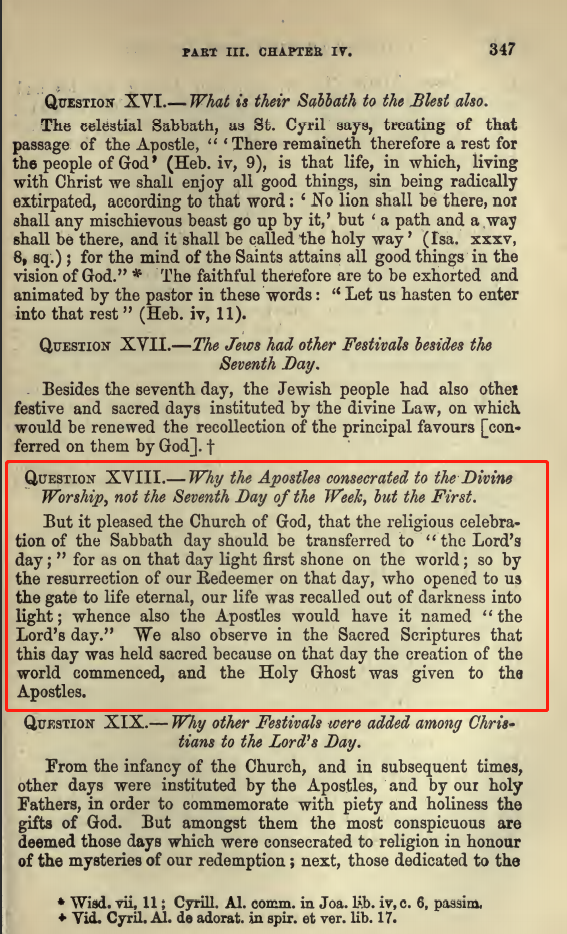 PART III. CHAPTER IV.
347
QUESTION XVI.—What is their Sabbath to the Blest also.
The celestial Sabbath, as St. Cyril says, treating of that
passage of the Apostle, “ ‘ There remaineth therefore a rest for
the people of God’ (Heb. iv, 9), is that life, in which, living
with Christ we shall enjoy all good things, sin being radically
extirpated, according to that word: ‘ No lion shall be there, nor
shall any mischievous beast go up by it,’ but ‘ a path and a way
shall be there, and it shall be called the holy way’ (Isa. xxxv,
8, sq.) ; for the mind of the Saints attains all good things in the
vision of God.” * The faithful therefore are to be exhorted and
animated by the pastor in these words: “ Let us hasten to enter
into that rest ” (Heb. iv, 11).
QUESTION XVII.—The Jews had other Festivals besides the
Seventh Day.
Besides the seventh day, the Jewish people had also other
festive and sacred days instituted by the divine Law, on which
would be renewed the recollection of the principal favours [con-
ferred on them by God]. †
QUESTION XVIII.—Why the Apostles consecrated to the Divine
Worship, not the Seventh Day of the Week, but the First.
But it pleased the Church of God, that the religious celebra-
tion of the Sabbath day should be transferred to “ the Lord’s
day ; ” for as on that day light first shone on the world ; so by
the resurrection of our Redeemer on that day, who opened to us
the gate to life eternal, our life was recalled out of darkness into
light ; whence also the Apostles would have it named “ the
Lord’s day.” We also observe in the Sacred Scriptures that
this day was held sacred because on that day the creation of the
world commenced, and the Holy Ghost was given to the
Apostles.
QUESTION XIX.—Why other Festivals were added among Chris-
tians to the Lord’s Day.
From the infancy of the Church, and in subsequent times,
other days were instituted by the Apostles, and by our holy
Fathers, in order to commemorate with piety and holiness the
gifts of God. But amongst them the most conspicuous are
deemed those days which were consecrated to religion in honour
of the mysteries of our redemption ; next, those dedicated to the
* Wisd. vii, 11 ; Cyrill. Al. comm. in Joa. lib. iv, c. 6, passim.
† Vid. Cyril. Al. de adorat. in spir. et ver. lib. 17.